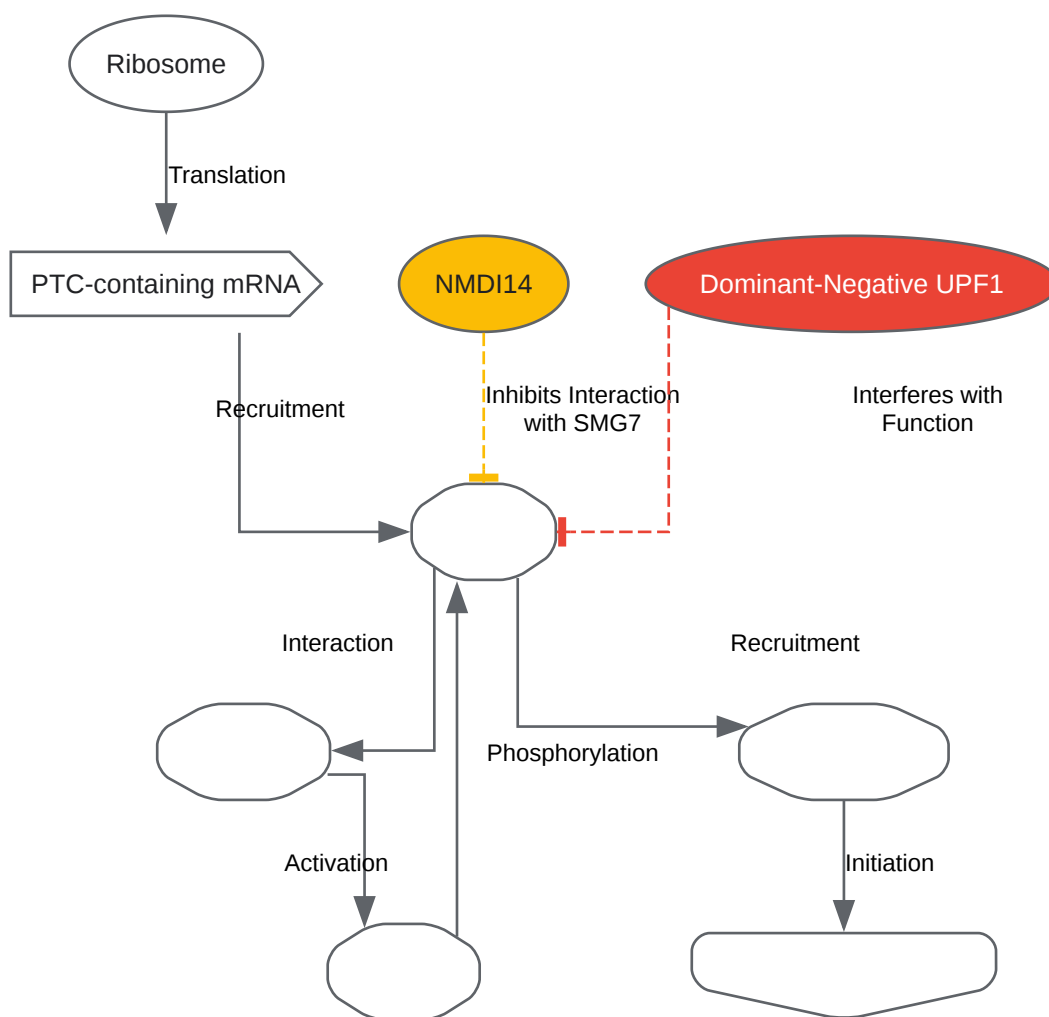 Ribosome
Translation
PTC-containing mRNA
NMDI14
Dominant-Negative UPF1
Recruitment
Inhibits Interaction
with SMG7
Interferes with
Function
Interaction
Recruitment
Phosphorylation
Activation
Initiation